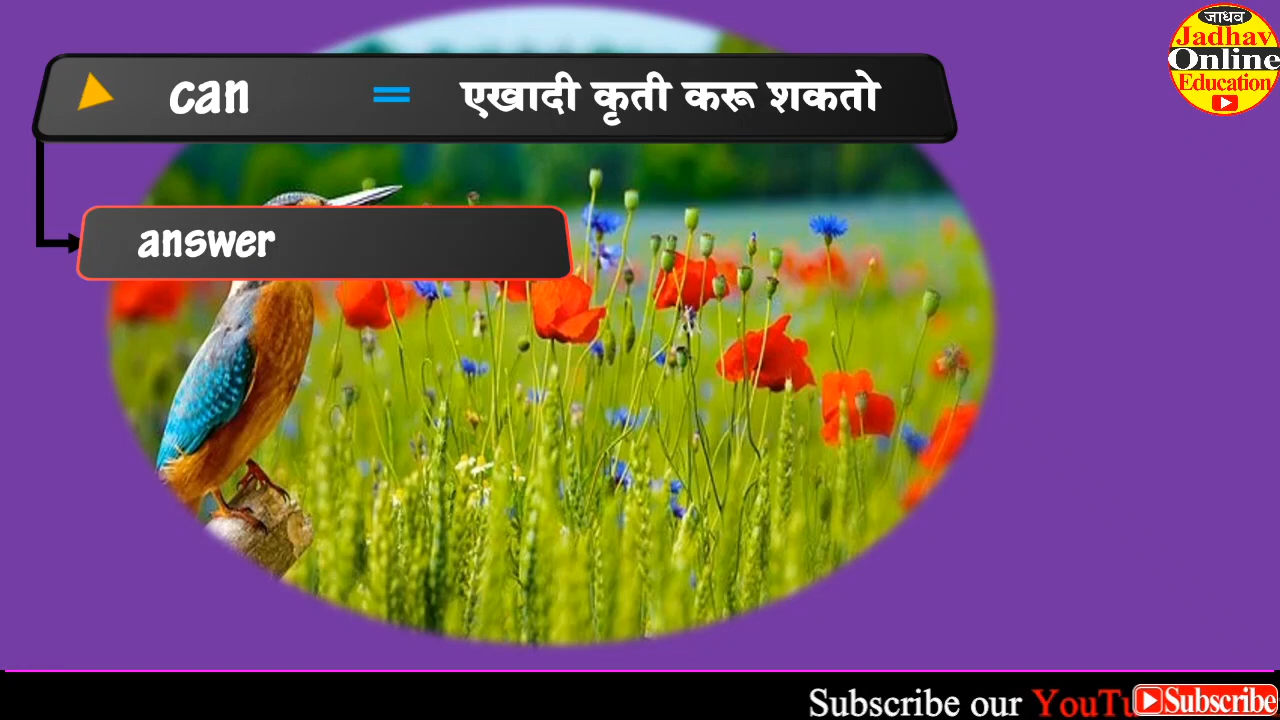 can = एखादी कृती करू शकतो
answer
जाधव
Jadhav
Online
Education
Subscribe our YouTu
Subscribe